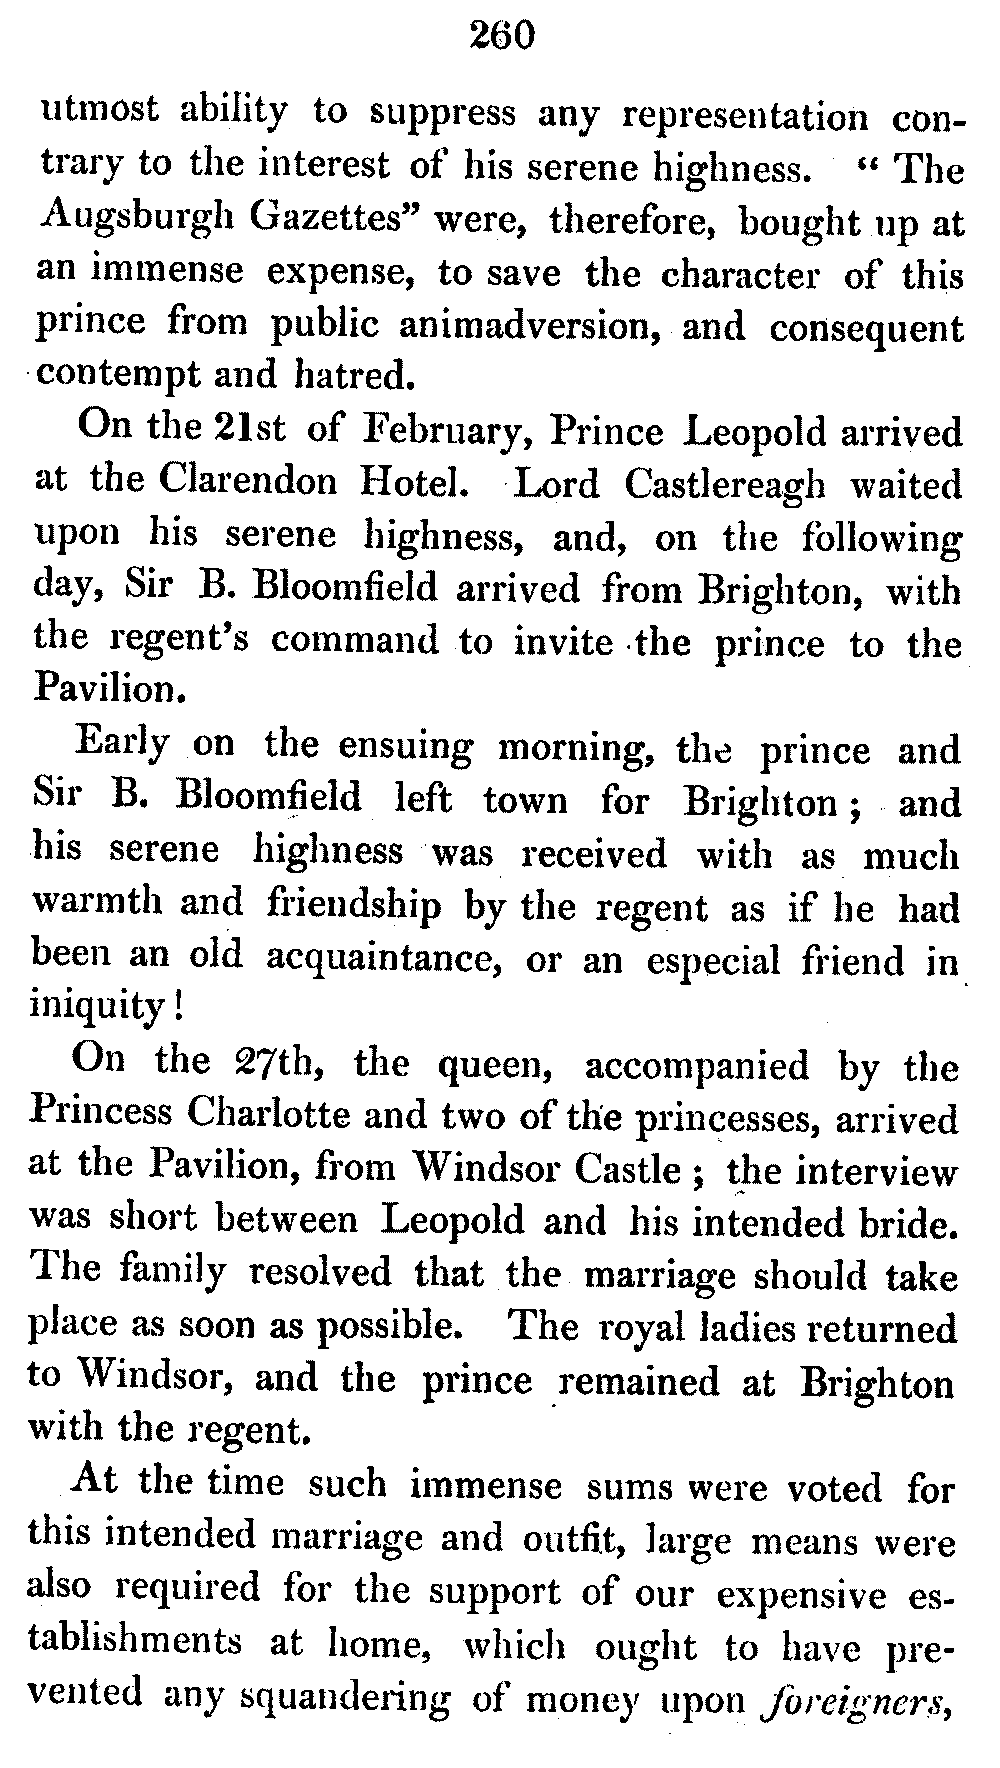 260
utmost ability to suppress any representation con-
trary to the interest of his serene highness. “ The
Augsburgh Gazettes” were, therefore, bought up at
an immense expense, to save the character of this
prince from public animadversion, and consequent
contempt and hatred.
On the 21st of February, Prince Leopold arrived
at the Clarendon Hotel. Lord Castlereagh waited
upon his serene highness, and, on the following
day, Sir B. Bloomfield arrived from Brighton, with
the regent’s command to invite the prince to the
Pavilion.
Early on the ensuing morning, the prince and
Sir B. Bloomfield left town for Brighton ; and
his serene highness was received with as much
warmth and friendship by the regent as if he had
been an old acquaintance, or an especial friend in
iniquity !
On the 27th, the queen, accompanied by the
Princess Charlotte and two of the princesses, arrived
at the Pavilion, from Windsor Castle ; the interview
was short between Leopold and his intended bride.
The family resolved that the marriage should take
place as soon as possible. The royal ladies returned
to Windsor, and the prince remained at Brighton
with the regent.
At the time such immense sums were voted for
this intended marriage and outfit, large means were
also required for the support of our expensive es-
tablishments at home, which ought to have pre-
vented any squandering of money upon foreigners,